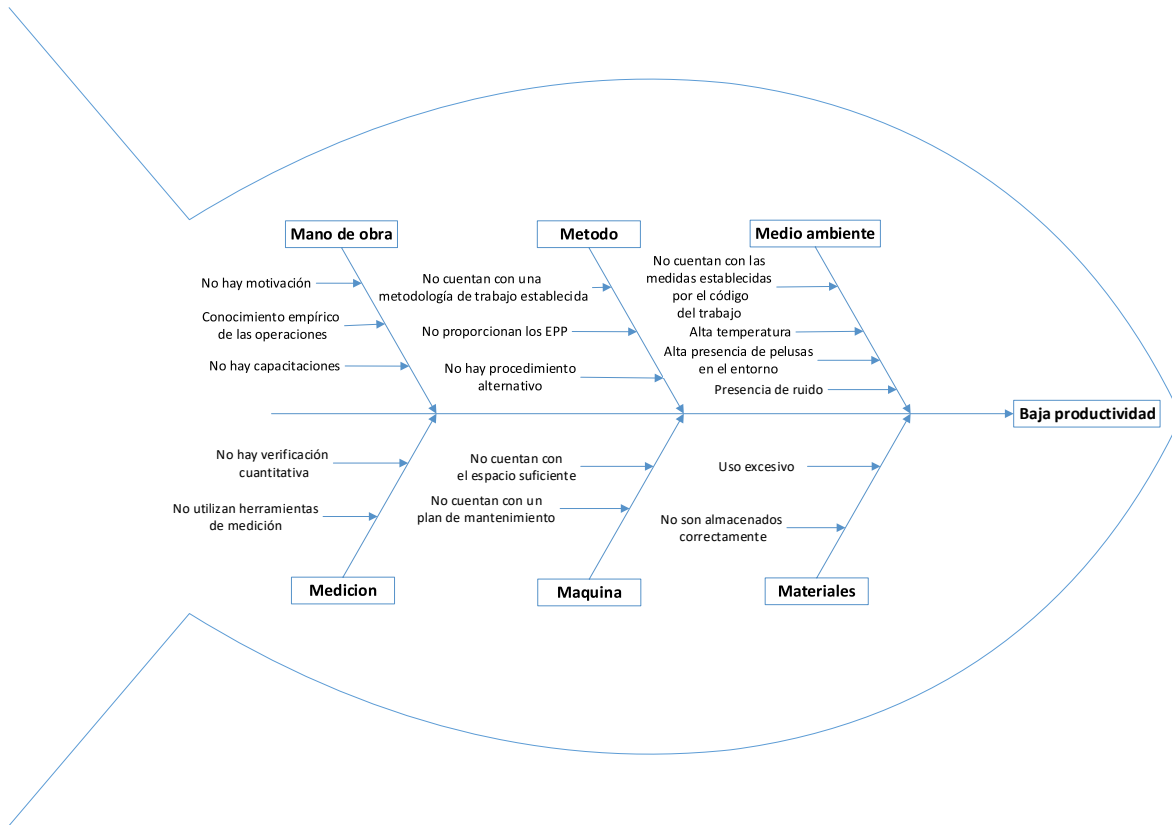 Mano de obra
No hay motivación
Conocimiento empírico
de las operaciones
No hay capacitaciones
Metodo
No cuentan con una
metodología de trabajo establecida
No proporcionan los EPP
No hay procedimiento
alternativo
Medio ambiente
No cuentan con las
medidas establecidas
por el código
del trabajo
Alta temperatura
Alta presencia de pelusas
en el entorno
Presencia de ruido
Baja productividad
No hay verificación
cuantitativa
No utilizan herramientas
de medición
Medicion
No cuentan con
el espacio suficiente
No cuentan con un
plan de mantenimiento
Maquina
Uso excesivo
No son almacenados
correctamente
Materiales